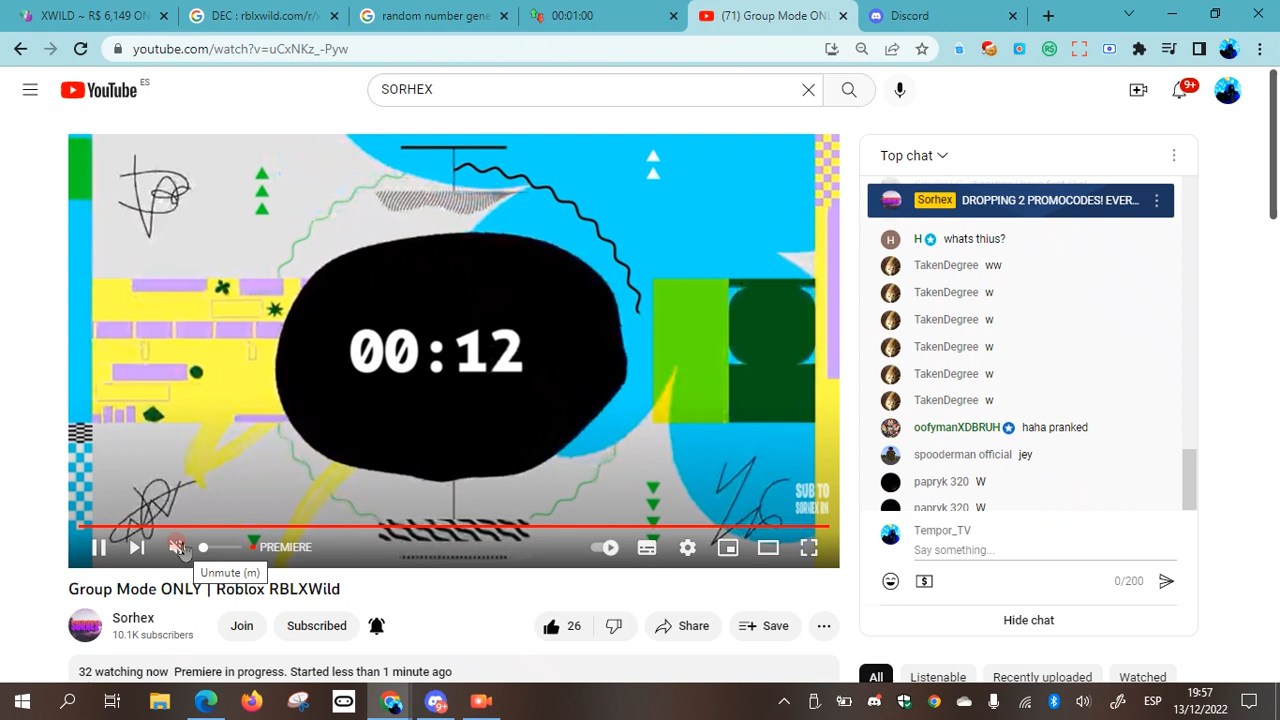 XWILD ~ R$ 6,149 ON
DEC : rblxwild.com/r/x
random number gene
00:01:00
(71) Group Mode ONL
Discord
youtube.com/watch?v=uCxNKz_-Pyw
YouTube ES
SORHEX
9+
00:12
SUB TO
SORHEX RN
PREMIERE
Unmute (m)
Top chat
Sorhex DROPPING 2 PROMOCODES! EVER...
H whats thius?
TakenDegree ww
TakenDegree w
TakenDegree w
TakenDegree w
TakenDegree w
TakenDegree w
oofymanXDBRUH haha pranked
spooderman official jey
papryk 320 W
papryk 320 W
Tempor_TV
Say something...
0/200
Hide chat
Group Mode ONLY | Roblox RBLXWild
Sorhex
10.1K subscribers
Join
Subscribed
26
Share
Save
32 watching now Premiere in progress. Started less than 1 minute ago
All
Listenable
Recently uploaded
Watched
9+
ESP
19:57
13/12/2022